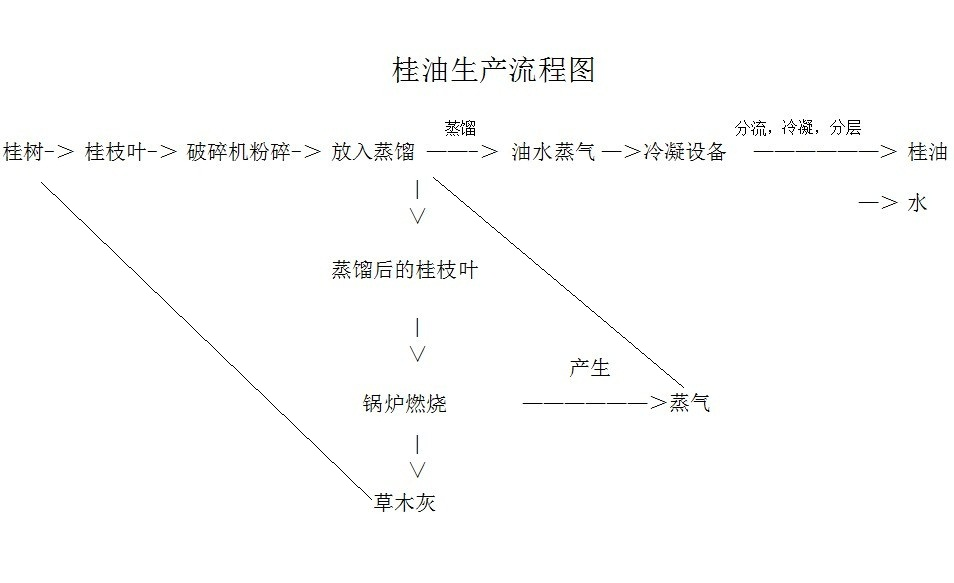 桂油生产流程图
蒸馏
分流，冷凝，分层
桂树-> 桂枝叶-> 破碎机粉碎-> 放入蒸馏 ——-> 油水蒸气 —>冷凝设备 ——————> 桂油
—> 水
蒸馏后的桂枝叶
产生
锅炉燃烧 ——————>蒸气
草木灰